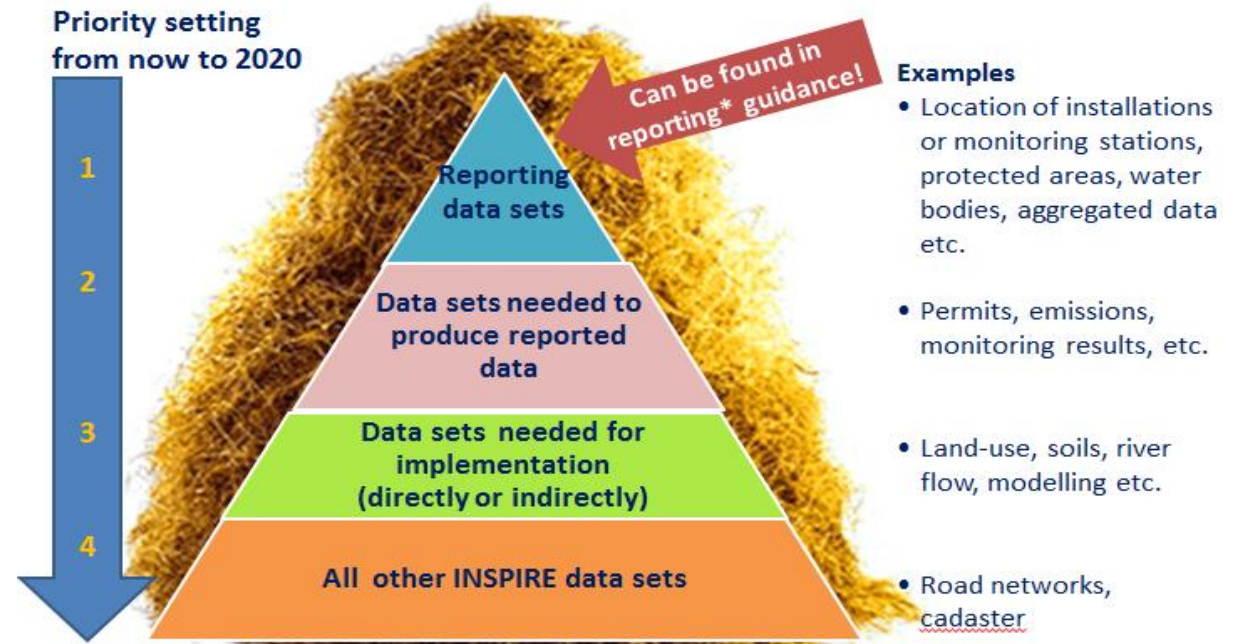 Priority setting
from now to 2020
1
2
3
4
Can be found in
reporting* guidance!
Reporting
data sets
Data sets needed to
produce reported
data
Data sets needed for
implementation
(directly or indirectly)
All other INSPIRE data sets
Examples
• Location of installations
or monitoring stations,
protected areas, water
bodies, aggregated data
etc.
• Permits, emissions,
monitoring results, etc.
• Land-use, soils, river
flow, modelling etc.
• Road networks,
cadaster